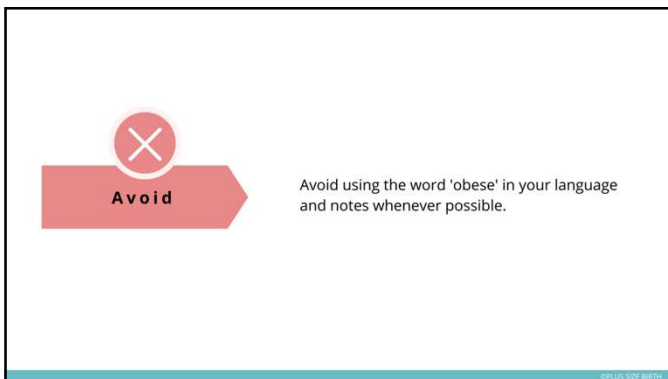 Avoid
Avoid using the word 'obese' in your language
and notes whenever possible.
©PLUS SIZE BIRTH